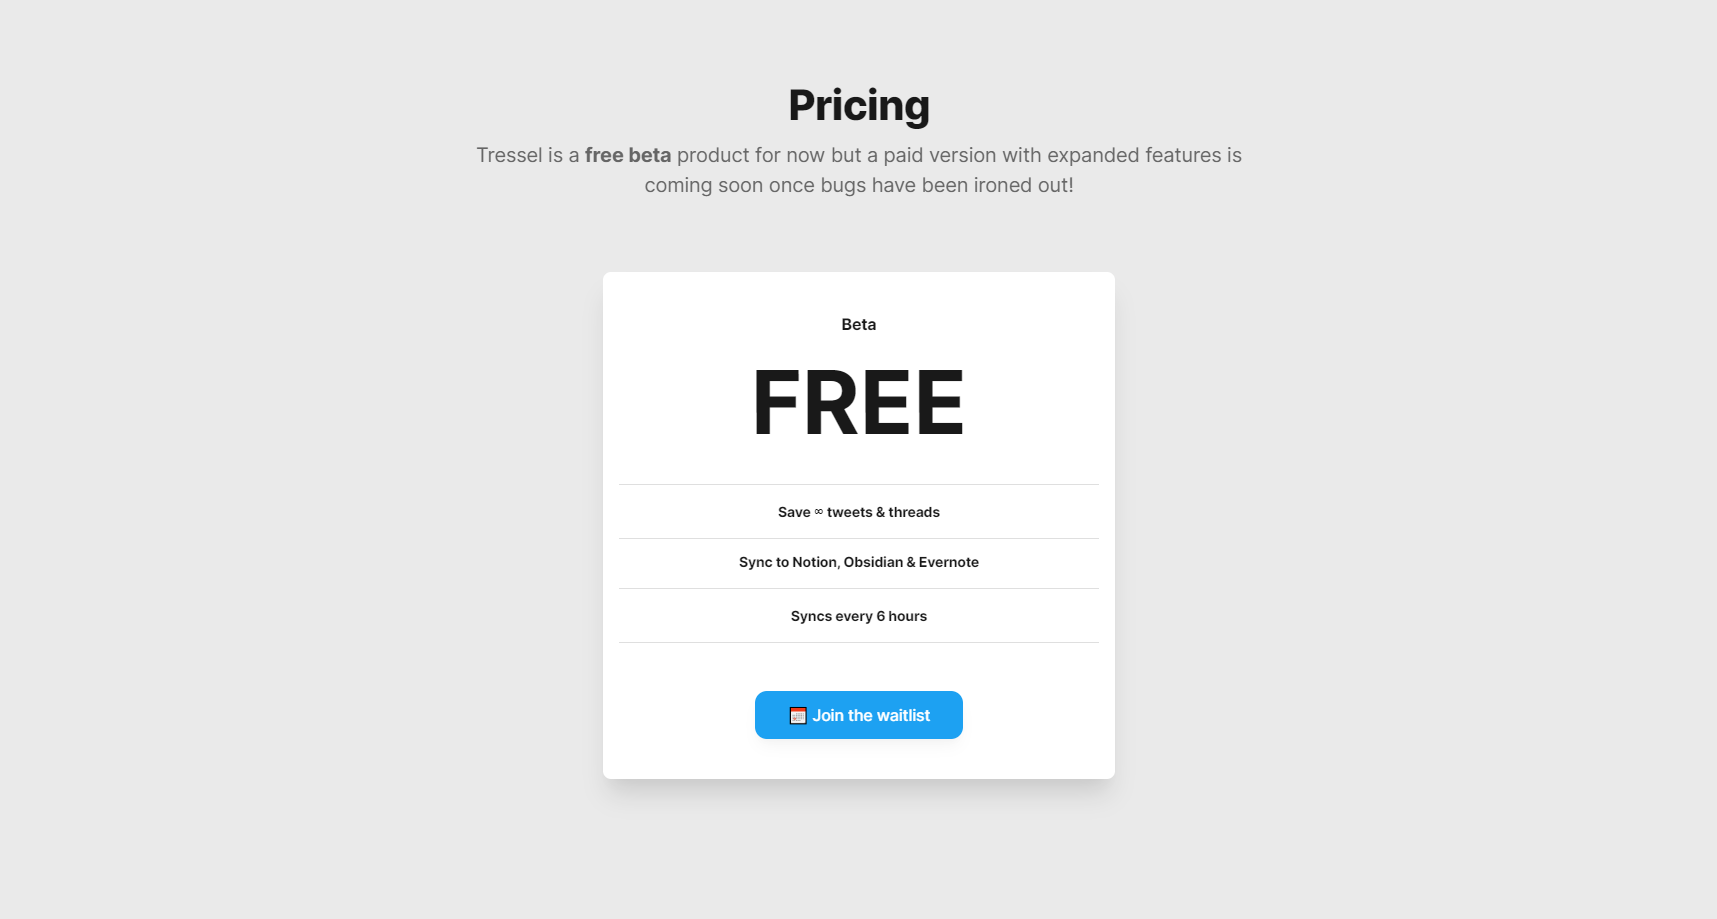 Pricing
Tressel is a free beta product for now but a paid version with expanded features is
coming soon once bugs have been ironed out!
Beta
FREE
Save ∞ tweets & threads
Sync to Notion, Obsidian & Evernote
Syncs every 6 hours
Join the waitlist